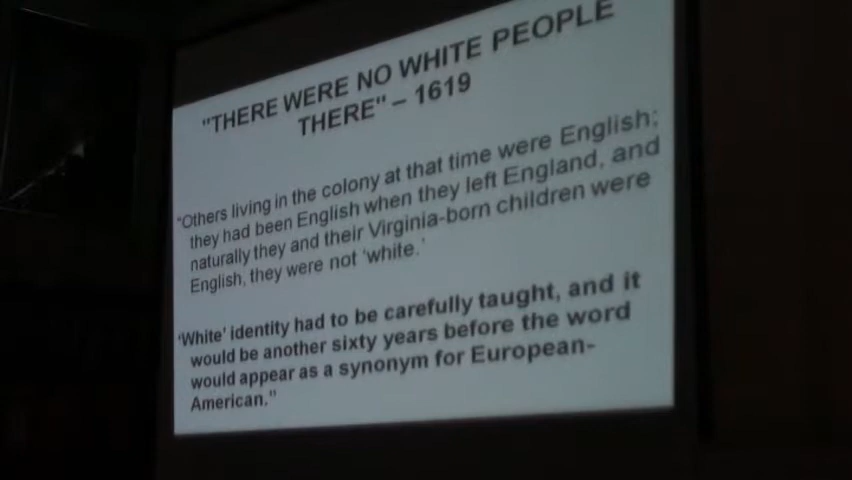 "THERE WERE NO WHITE PEOPLE
THERE" – 1619
"Others living in the colony at that time were English;
they had been English when they left England, and
naturally they and their Virginia-born children were
English, they were not 'white.'
'White' identity had to be carefully taught, and it
would be another sixty years before the word
would appear as a synonym for European-
American."